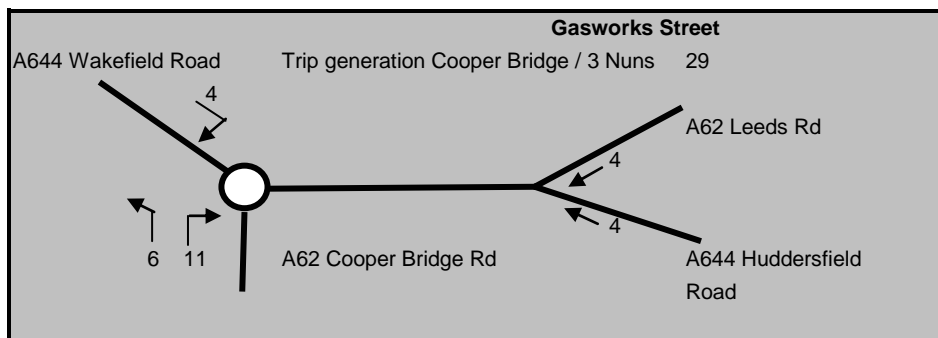 Gasworks Street
A644 Wakefield Road Trip generation Cooper Bridge / 3 Nuns 29
4
A62 Leeds Rd
4
4
6 11 A62 Cooper Bridge Rd A644 Huddersfield
Road